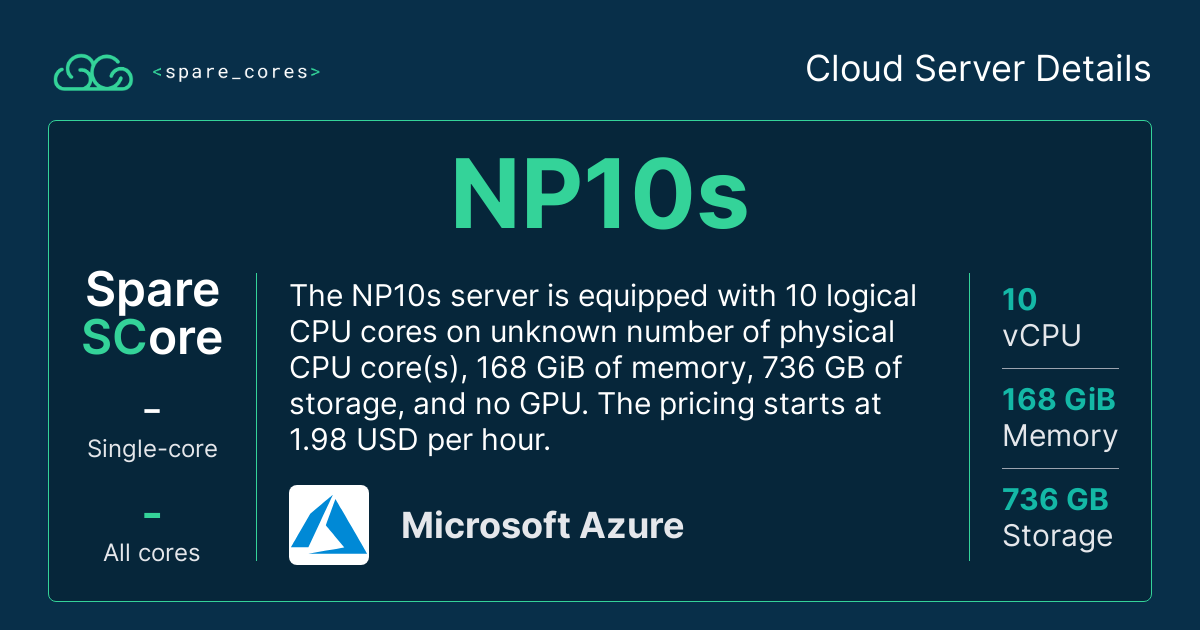 <spare_cores>
Cloud Server Details
NP10s
Spare
SCore
–
Single-core
–
All cores
The NP10s server is equipped with 10 logical
CPU cores on unknown number of physical
CPU core(s), 168 GiB of memory, 736 GB of
storage, and no GPU. The pricing starts at
1.98 USD per hour.
Microsoft Azure
10
vCPU
168 GiB
Memory
736 GB
Storage